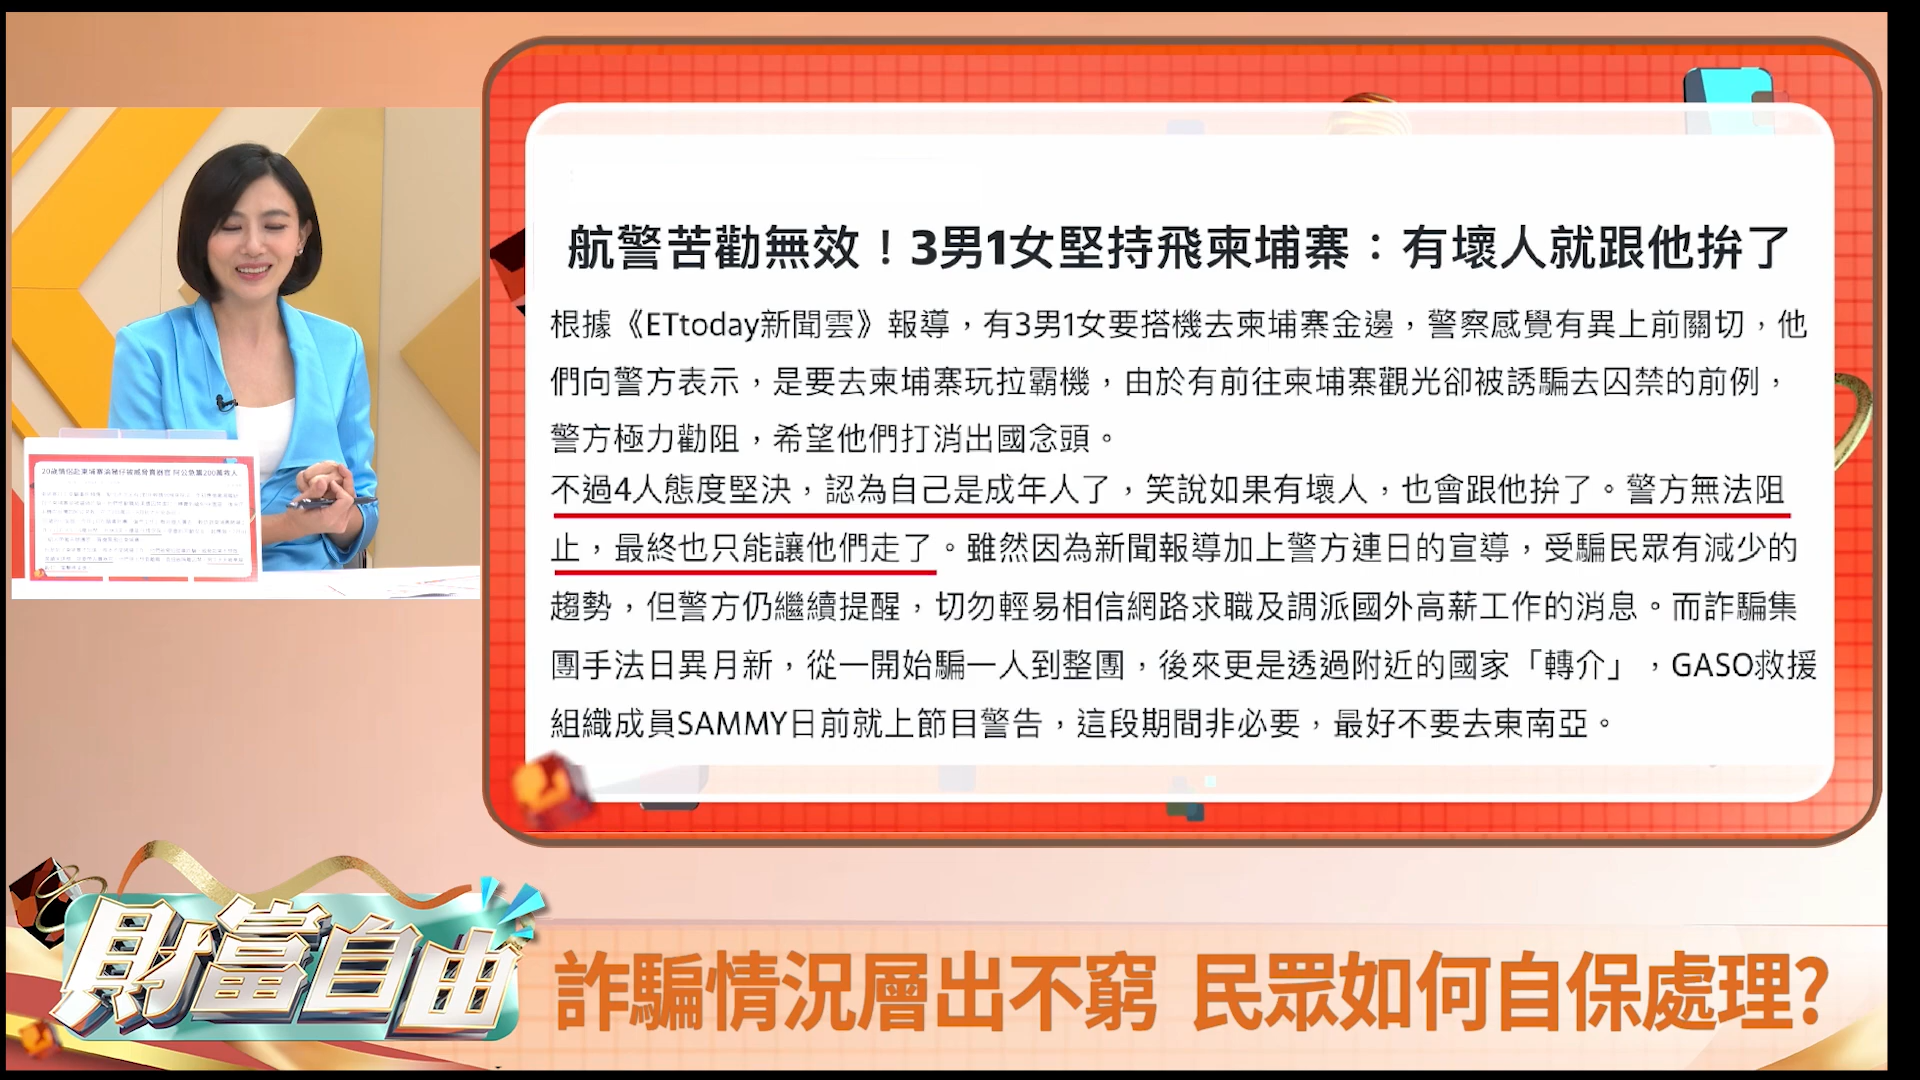 航警苦勸無效！3男1女堅持飛柬埔寨：有壞人就跟他拚了
根據《ETtoday新聞雲》報導，有3男1女要搭機去柬埔寨金邊，警察感覺有異上前關切，他
們向警方表示，是要去柬埔寨玩拉霸機，由於有前往柬埔寨觀光卻被誘騙去囚禁的前例，
警方極力勸阻，希望他們打消出國念頭。
不過4人態度堅決，認為自己是成年人了，笑說如果有壞人，也會跟他拚了。警方無法阻
止，最終也只能讓他們走了。雖然因為新聞報導加上警方連日的宣導，受騙民眾有減少的
趨勢，但警方仍繼續提醒，切勿輕易相信網路求職及調派國外高薪工作的消息。而詐騙集
團手法日異月新，從一開始騙一人到整團，後來更是透過附近的國家「轉介」，GASO救援
組織成員SAMMY日前就上節目警告，這段期間非必要，最好不要去東南亞。
財富自由
詐騙情況層出不窮 民眾如何自保處理?